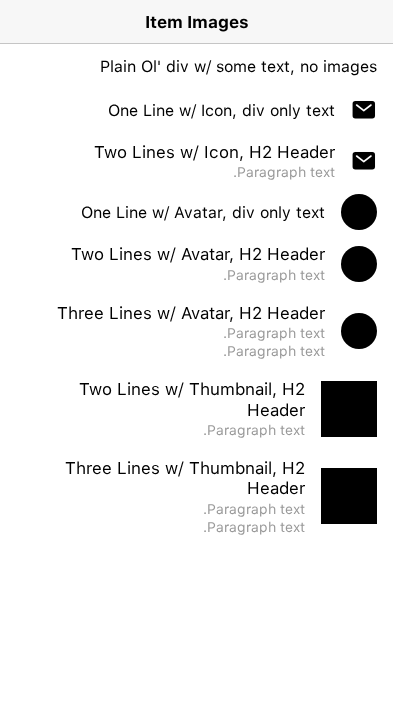 Item Images
Plain Ol' div w/ some text, no images
One Line w/ Icon, div only text
Two Lines w/ Icon, H2 Header
.Paragraph text
One Line w/ Avatar, div only text
Two Lines w/ Avatar, H2 Header
.Paragraph text
Three Lines w/ Avatar, H2 Header
.Paragraph text
.Paragraph text
Two Lines w/ Thumbnail, H2
Header
.Paragraph text
Three Lines w/ Thumbnail, H2
Header
.Paragraph text
.Paragraph text